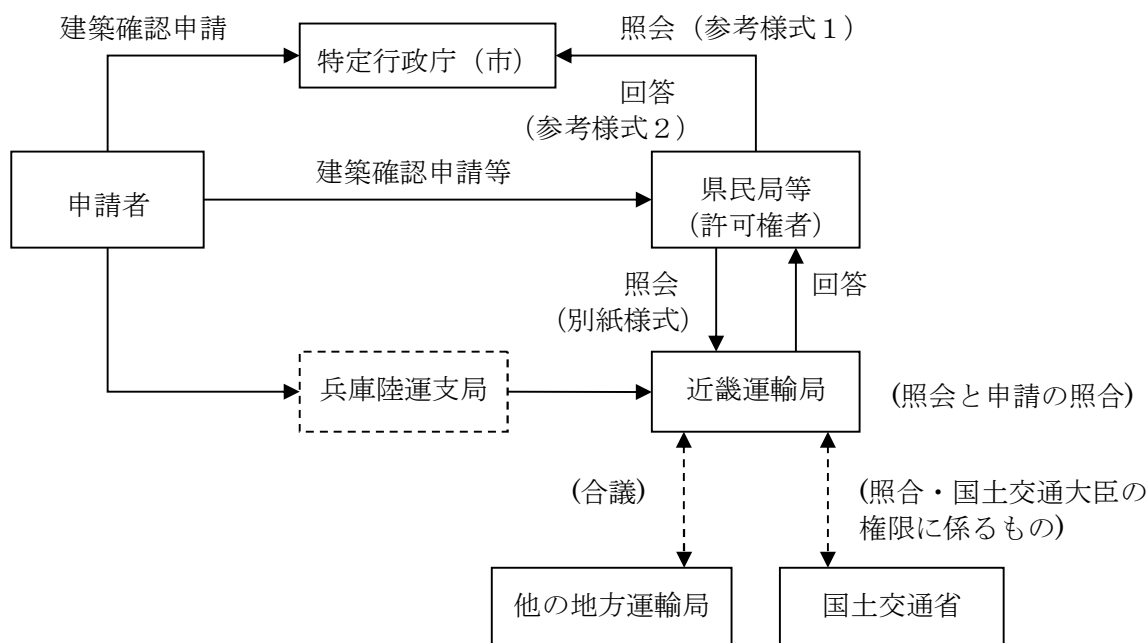 建築確認申請
照会（参考様式１）
特定行政庁（市）
回答
（参考様式２）
建築確認申請等
申請者
県民局等
(許可権者)
照会
(別紙様式)
回答
兵庫陸運支局
近畿運輸局
(照会と申請の照合)
(合議)
(照合・国土交通大臣の
権限に係るもの)
他の地方運輸局
国土交通省